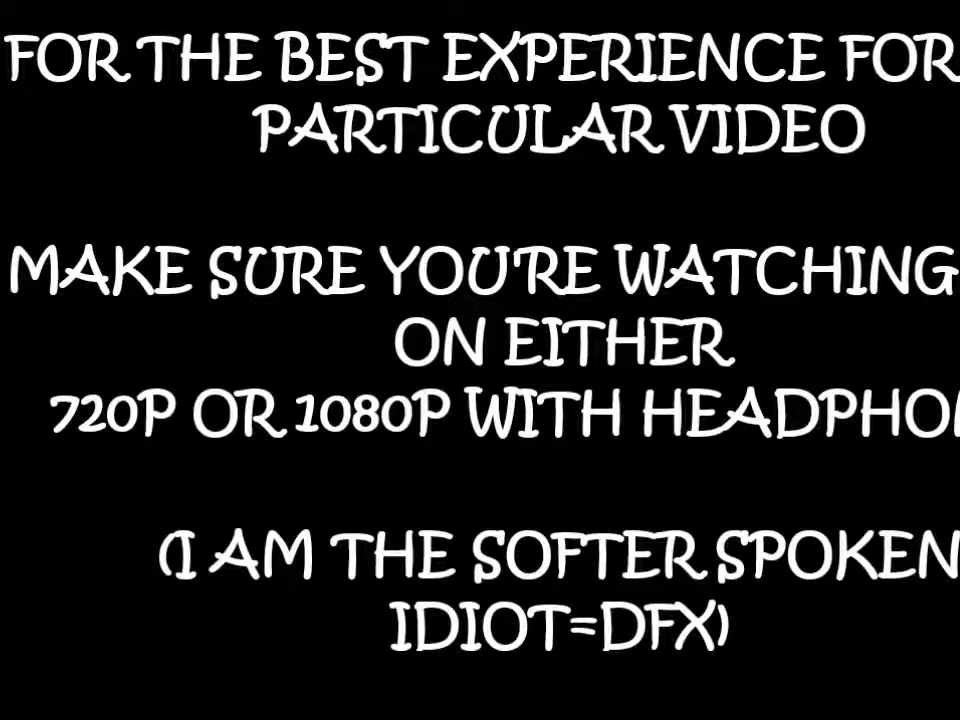 FOR THE BEST EXPERIENCE FOR
PARTICULAR VIDEO
MAKE SURE YOU'RE WATCHING
ON EITHER
720P OR 1080P WITH
(I AM THE SOFTER SPOKEN
IDIOT=DFX)